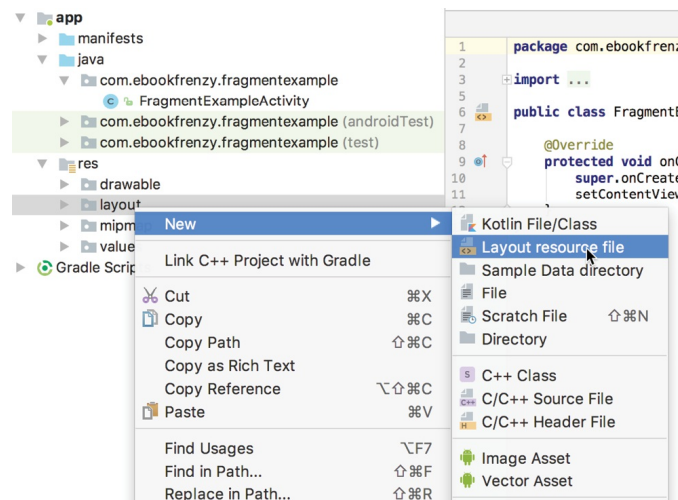 app
manifests
java
com.ebookfrenzy.fragmentexample
FragmentExampleActivity
com.ebookfrenzy.fragmentexample (androidTest)
com.ebookfrenzy.fragmentexample (test)
res
drawable
layout
mipm
value
Gradle Scrip
1 package com.ebookfrenz
2
3 import ...
5
6 public class Fragment
7
8 @Override
9 protected void onC
10 super.onCreate
11 setContentView
New
Link C++ Project with Gradle
Cut ⌘X
Copy ⌘C
Copy Path ⇧⌘C
Copy as Rich Text
Copy Reference ⌥⇧⌘C
Paste ⌘V
Find Usages ⌥F7
Find in Path... ⇧⌘F
Replace in Path... ⇧⌘R
Kotlin File/Class
Layout resource file
Sample Data directory
File
Scratch File ⇧⌘N
Directory
C++ Class
C/C++ Source File
C/C++ Header File
Image Asset
Vector Asset